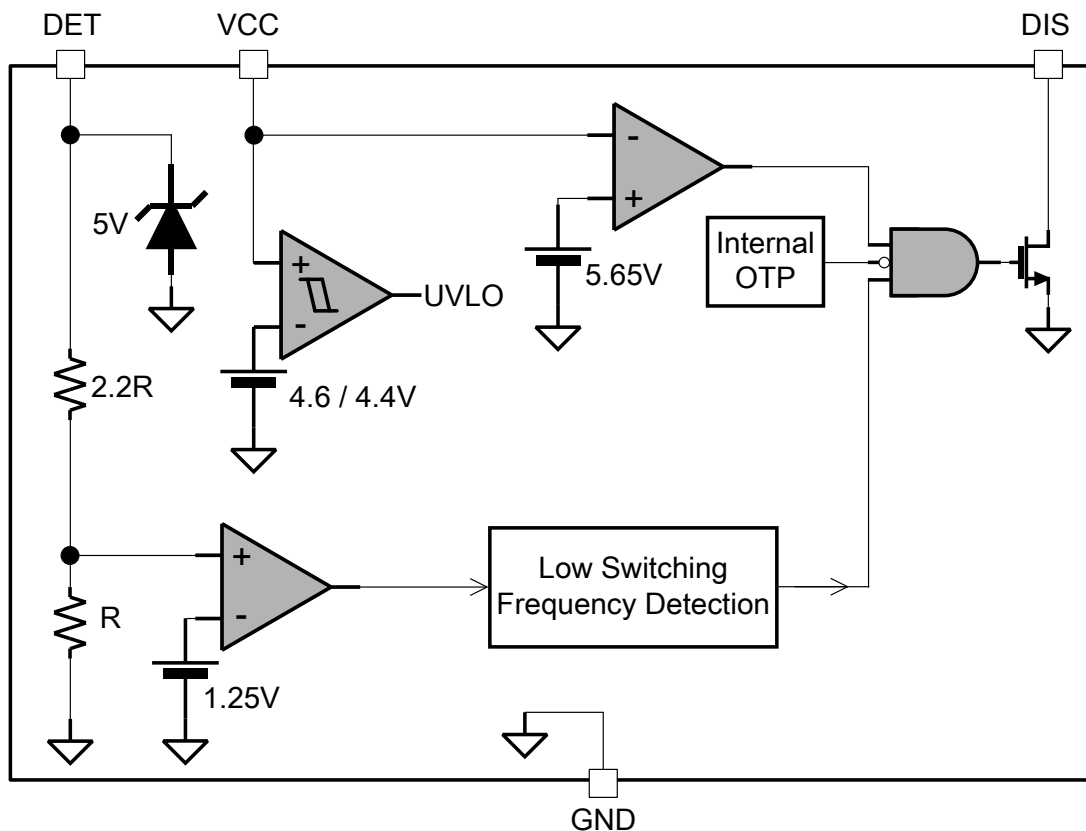 DET
VCC
DIS
-
+
5V
Internal
OTP
5.65V
+
-
UVLO
4.6 / 4.4V
2.2R
+
-
Low Switching
Frequency Detection
R
1.25V
GND